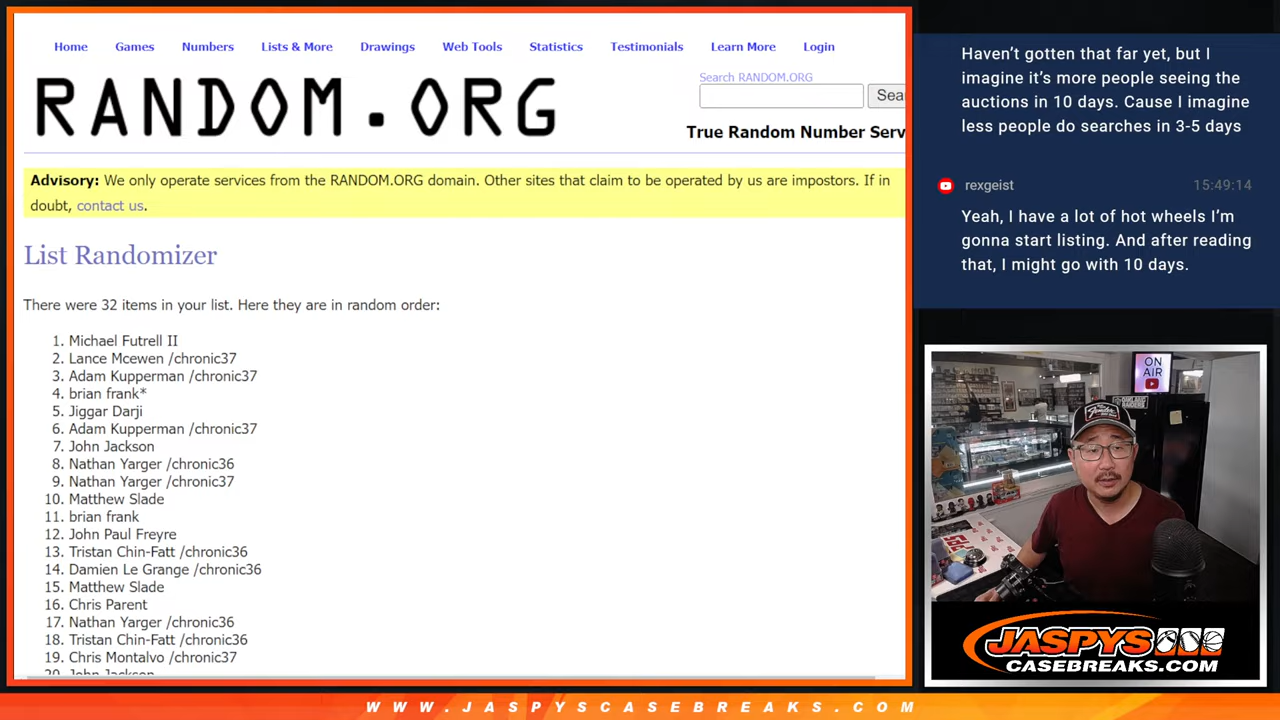 Home Games Numbers Lists & More Drawings Web Tools Statistics Testimonials Learn More Login
RANDOM.ORG
Search RANDOM.ORG
True Random Number Serv
Advisory: We only operate services from the RANDOM.ORG domain. Other sites that claim to be operated by us are impostors. If in
doubt, contact us.
List Randomizer
There were 32 items in your list. Here they are in random order:
1. Michael Futrell II
2. Lance Mcewen /chronic37
3. Adam Kupperman /chronic37
4. brian frank*
5. Jiggar Darji
6. Adam Kupperman /chronic37
7. John Jackson
8. Nathan Yarger /chronic36
9. Nathan Yarger /chronic37
10. Matthew Slade
11. brian frank
12. John Paul Freyre
13. Tristan Chin-Fatt /chronic36
14. Damien Le Grange /chronic36
15. Matthew Slade
16. Chris Parent
17. Nathan Yarger /chronic36
18. Tristan Chin-Fatt /chronic36
19. Chris Montalvo /chronic37
20. John Jackson
Haven't gotten that far yet, but I
imagine it's more people seeing the
auctions in 10 days. Cause I imagine
less people do searches in 3-5 days
rexgeist 15:49:14
Yeah, I have a lot of hot wheels I'm
gonna start listing. And after reading
that, I might go with 10 days.
ON
AIR
Fender
JASPYS
CASEBREAKS.COM
WWW.JASPYSCASEBREAKS.COM